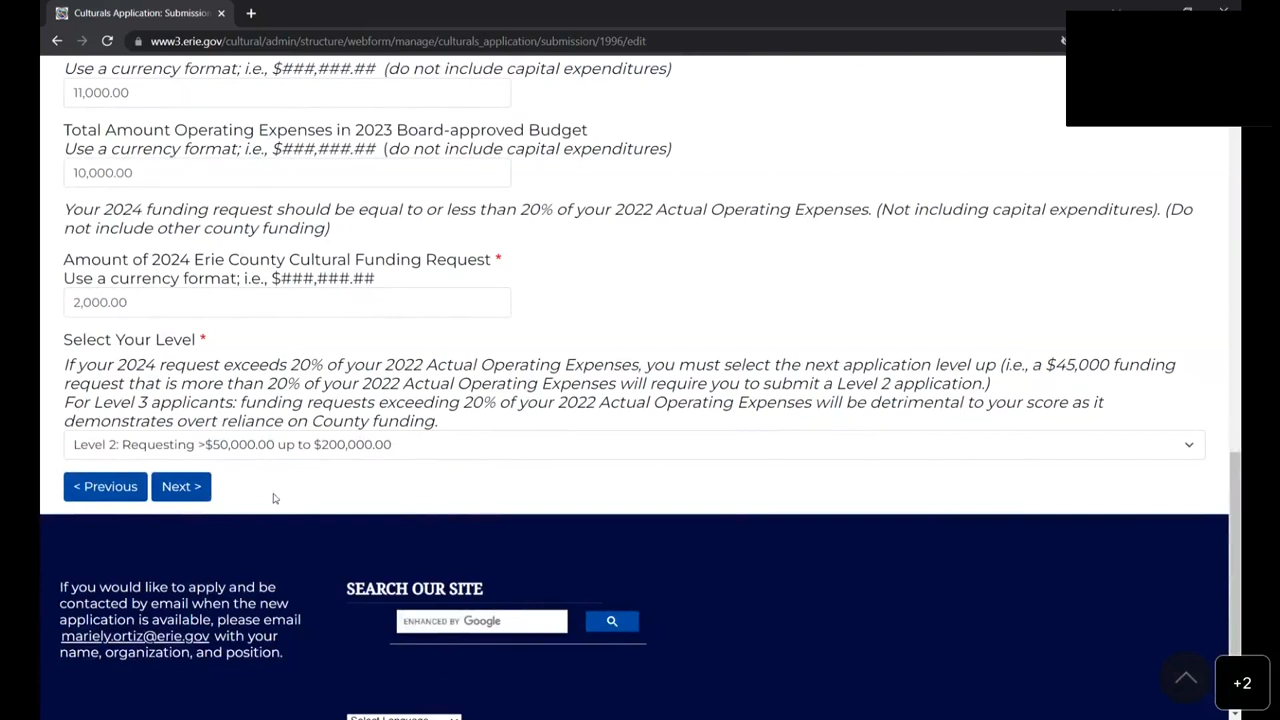 Culturals Application: Submission
www3.erie.gov/cultural/admin/structure/webform/manage/culturals_application/submission/1996/edit
Use a currency format; i.e., $###,###.## (do not include capital expenditures)
11,000.00
Total Amount Operating Expenses in 2023 Board-approved Budget
Use a currency format; i.e., $###,###.## (do not include capital expenditures)
10,000.00
Your 2024 funding request should be equal to or less than 20% of your 2022 Actual Operating Expenses. (Not including capital expenditures). (Do
not include other county funding)
Amount of 2024 Erie County Cultural Funding Request *
Use a currency format; i.e., $###,###.##
2,000.00
Select Your Level *
If your 2024 request exceeds 20% of your 2022 Actual Operating Expenses, you must select the next application level up (i.e., a $45,000 funding
request that is more than 20% of your 2022 Actual Operating Expenses will require you to submit a Level 2 application.)
For Level 3 applicants: funding requests exceeding 20% of your 2022 Actual Operating Expenses will be detrimental to your score as it
demonstrates overt reliance on County funding.
Level 2: Requesting >$50,000.00 up to $200,000.00
< Previous
Next >
If you would like to apply and be
contacted by email when the new
application is available, please email
mariely.ortiz@erie.gov with your
name, organization, and position.
SEARCH OUR SITE
ENHANCED BY Google
Select Language
+2